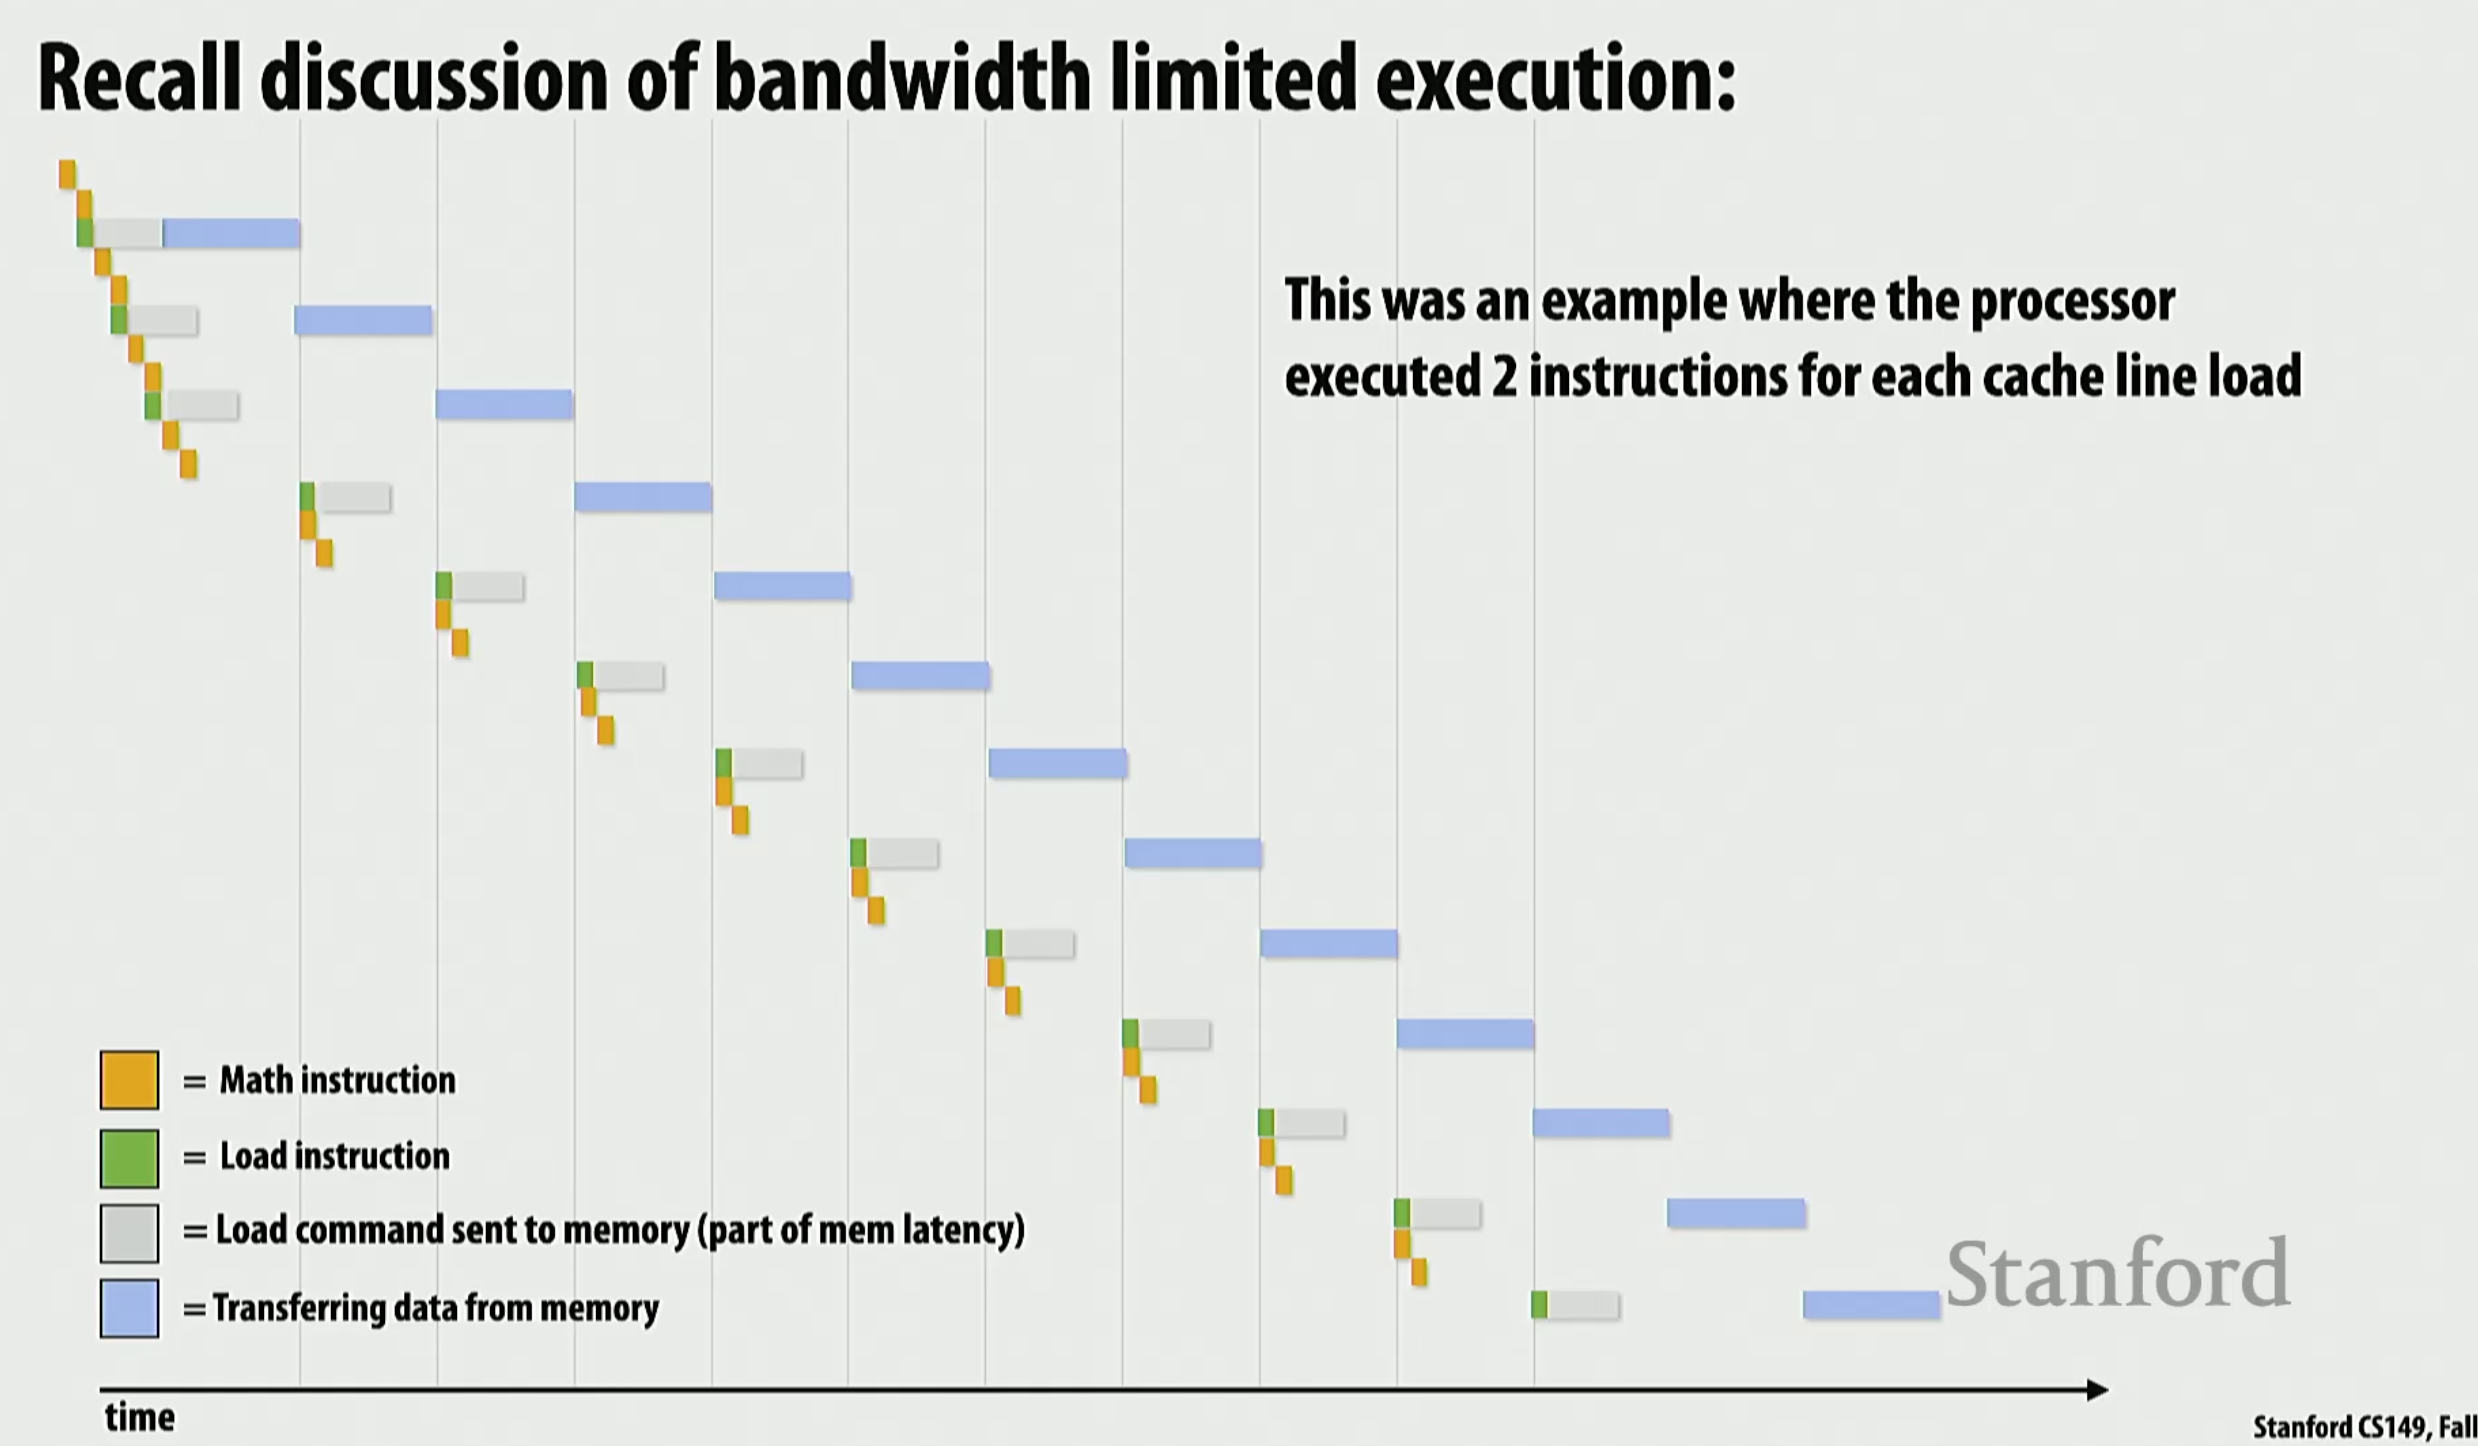 Recall discussion of bandwidth limited execution:
This was an example where the processor
executed 2 instructions for each cache line load
= Math instruction
= Load instruction
= Load command sent to memory (part of mem latency)
= Transferring data from memory
Stanford
time
Stanford CS149, Fall